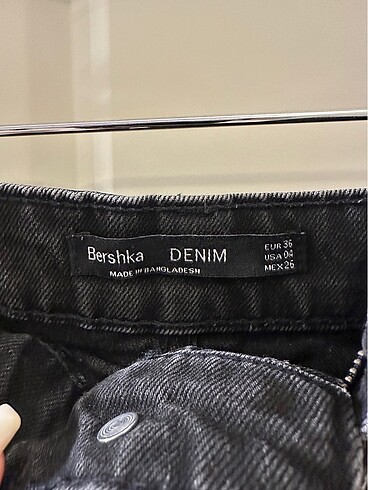 Bershka DENIM
MADE IN BANGLADESH
EUR 36
USA 04
MEX 26